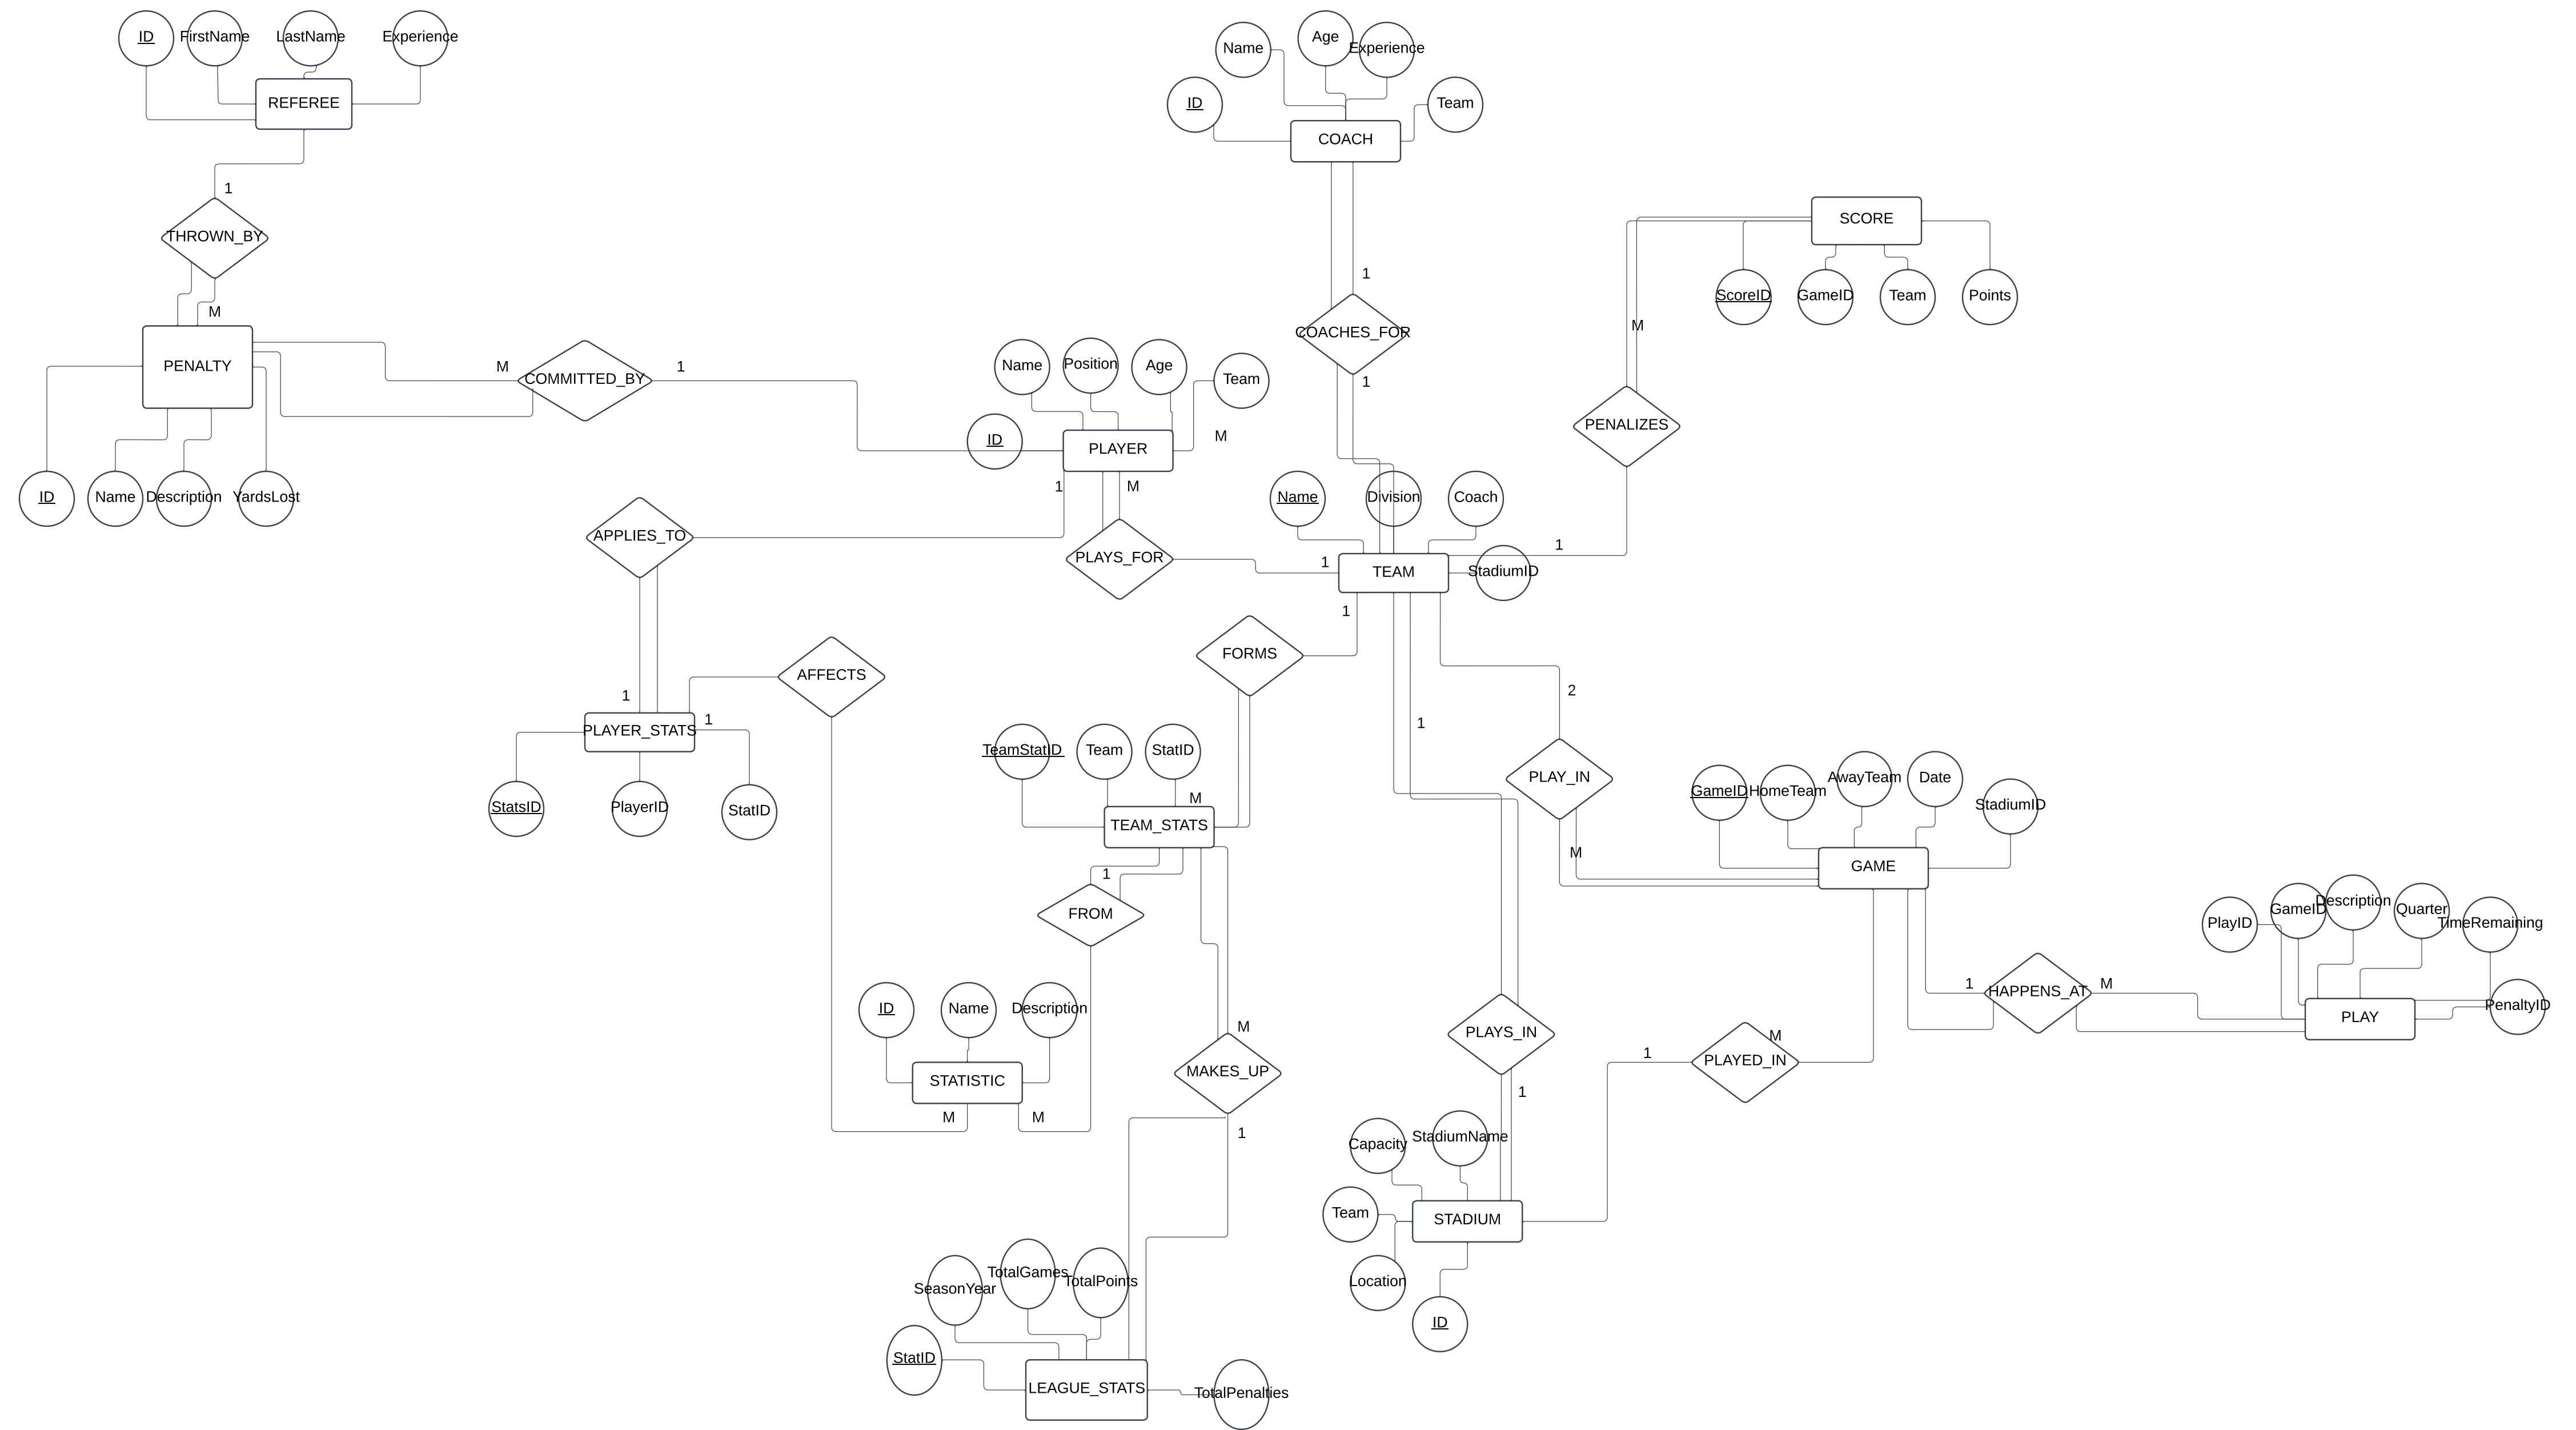 ID
FirstName
LastName
Experience
REFEREE
1
THROWN_BY
M
PENALTY
ID
Name
Description
YardsLost
M
COMMITTED_BY
1
Name
Position
Age
Team
ID
PLAYER
M
1
M
APPLIES_TO
PLAYS_FOR
1
Name
Age
Experience
ID
Team
COACH
1
COACHES_FOR
1
SCORE
ScoreID
GameID
Team
Points
M
PENALIZES
1
Name
Division
Coach
TEAM
StadiumID
1
FORMS
AFFECTS
1
PLAYER_STATS
1
StatsID
PlayerID
StatID
TeamStatID
Team
StatID
M
TEAM_STATS
1
FROM
1
2
PLAY_IN
M
GameID
HomeTeam
AwayTeam
Date
StadiumID
GAME
PlayID
GameID
Description
Quarter
TimeRemaining
1
HAPPENS_AT
M
PenaltyID
PLAY
ID
Name
Description
STATISTIC
M
M
M
MAKES_UP
1
PLAYS_IN
1
1
M
PLAYED_IN
Capacity
StadiumName
Team
STADIUM
Location
ID
SeasonYear
TotalGames
TotalPoints
StatID
LEAGUE_STATS
TotalPenalties